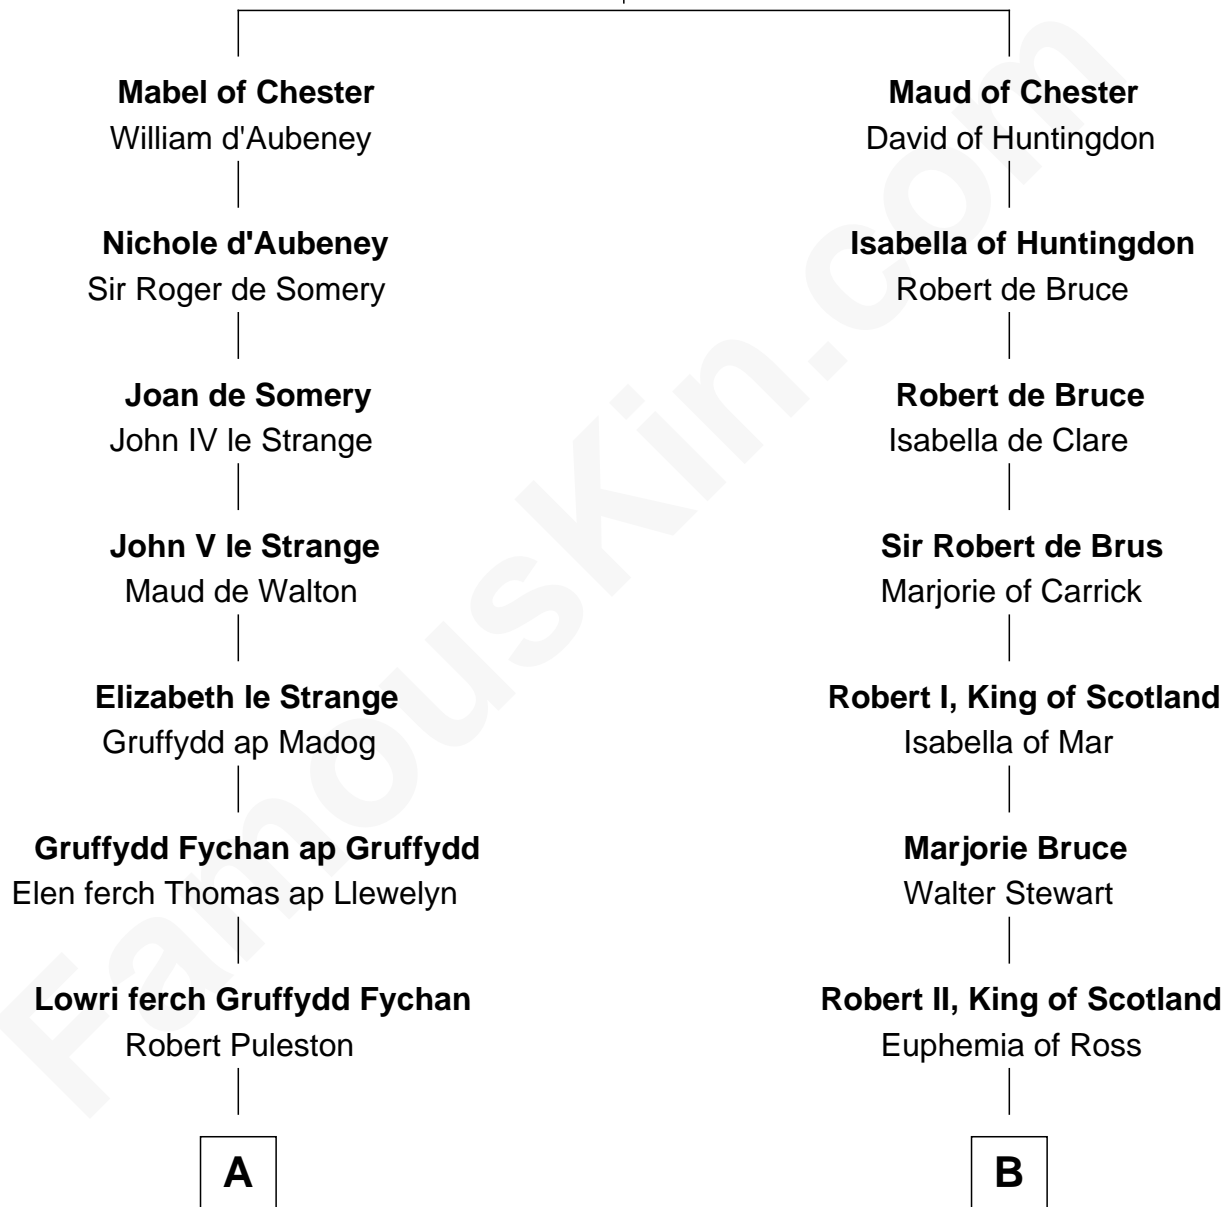 Mabel of Chester
William d'Aubeney
Nichole d'Aubeney
Sir Roger de Somery
Joan de Somery
John IV le Strange
John V le Strange
Maud de Walton
Elizabeth le Strange
Gruffydd ap Madog
Gruffydd Fychan ap Gruffydd
Elen ferch Thomas ap Llewelyn
Lowri ferch Gruffydd Fychan
Robert Puleston
A
Maud of Chester
David of Huntingdon
Isabella of Huntingdon
Robert de Bruce
Robert de Bruce
Isabella de Clare
Sir Robert de Brus
Marjorie of Carrick
Robert I, King of Scotland
Isabella of Mar
Marjorie Bruce
Walter Stewart
Robert II, King of Scotland
Euphemia of Ross
B
FamousKin.com